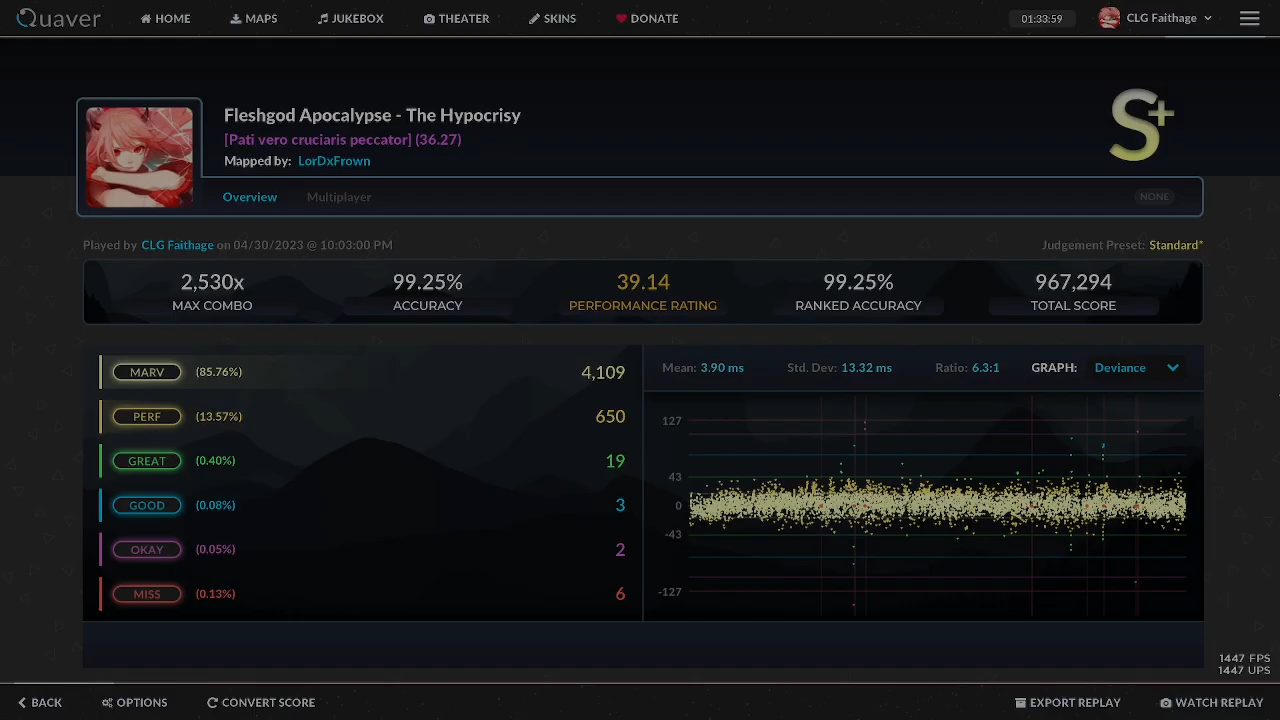 Quaver HOME MAPS JUKEBOX THEATER SKINS DONATE 01:33:59 CLG Faithage
Fleshgod Apocalypse - The Hypocrisy
[Pati vero cruciaris peccator] (36.27)
Mapped by: LorDxFrown
S+
Overview Multiplayer NONE
Played by CLG Faithage on 04/30/2023 @ 10:03:00 PM Judgement Preset: Standard*
2,530x 99.25% 39.14 99.25% 967,294
MAX COMBO ACCURACY PERFORMANCE RATING RANKED ACCURACY TOTAL SCORE
Mean: 3.90 ms Std. Dev: 13.32 ms Ratio: 6.3:1 GRAPH: Deviance
MARV (85.76%) 4,109
PERF (13.57%) 650
GREAT (0.40%) 19
GOOD (0.08%) 3
OKAY (0.05%) 2
MISS (0.13%) 6
127
43
0
-43
-127
1447 FPS
1447 UPS
BACK OPTIONS CONVERT SCORE EXPORT REPLAY WATCH REPLAY